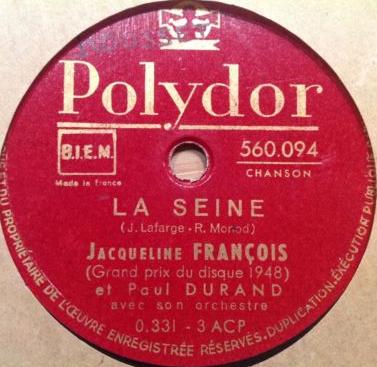 Polydor
B.I.E.M.
560.094
Made in France
CHANSON
LA SEINE
(J. Lafarge - R. Monod)
JACQUELINE FRANÇOIS
(Grand prix du disque 1948)
et Paul DURAND
avec son orchestre
0.331 - 3 ACP
ET DU PROPRIÉTAIRE DE L'ŒUVRE ENREGISTRÉE RÉSERVÉS. DUPLICATION. EXÉCUTION